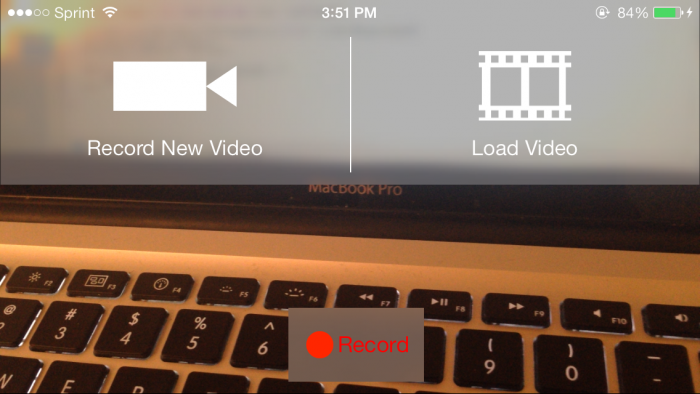 Sprint 3:51 PM 84%
Record New Video Load Video
MacBook Pro
F2 F3 F4 F5 F6 F7 F8 F9 F10
@ # $ % ^ ( )
3 4 5 6 9 0
W E
Record